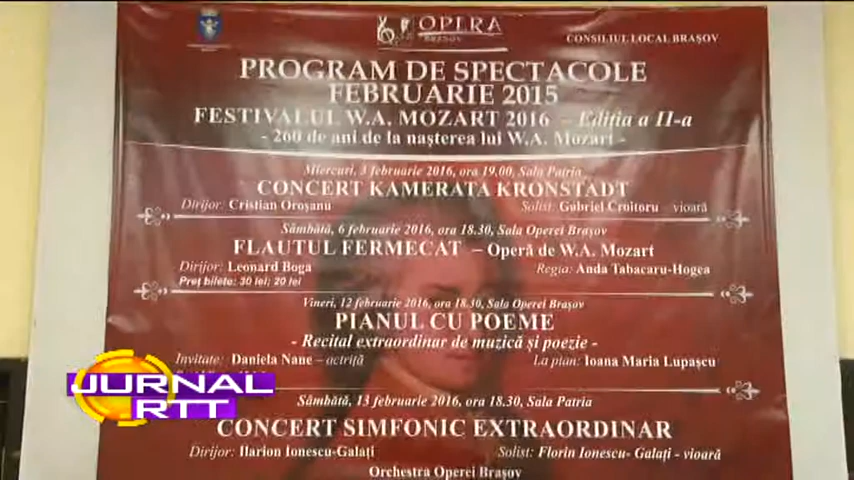 OPERA
BRAȘOV
CONSILIUL LOCAL BRAȘOV
PROGRAM DE SPECTACOLE
FEBRUARIE 2015
FESTIVALUL W.A. MOZART 2016 - Editia a II-a
- 260 de ani de la nașterea lui W.A. Mozart -
Miercuri, 3 februarie 2016, ora 19.00, Sala Patria
CONCERT KAMERATA KRONSTADT
Dirijor: Cristian Oroșanu Solist: Gabriel Croitoru - vioară
Sâmbătă, 6 februarie 2016, ora 18.30, Sala Operei Brașov
FLAUTUL FERMECAT - Operă de W.A. Mozart
Dirijor: Leonard Boga Regia: Anda Tabacaru-Hogea
Preț bilete: 30 lei; 20 lei
Vineri, 12 februarie 2016, ora 18.30, Sala Operei Brașov
PIANUL CU POEME
- Recital extraordinar de muzică și poezie -
Invitate: Daniela Nane - actriță La pian: Ioana Maria Lupașcu
Sâmbătă, 13 februarie 2016, ora 18.30, Sala Patria
CONCERT SIMFONIC EXTRAORDINAR
Dirijor: Ilarion Ionescu-Galați Solist: Florin Ionescu-Galați - vioară
Orchestra Operei Brașov
JURNAL
RTT